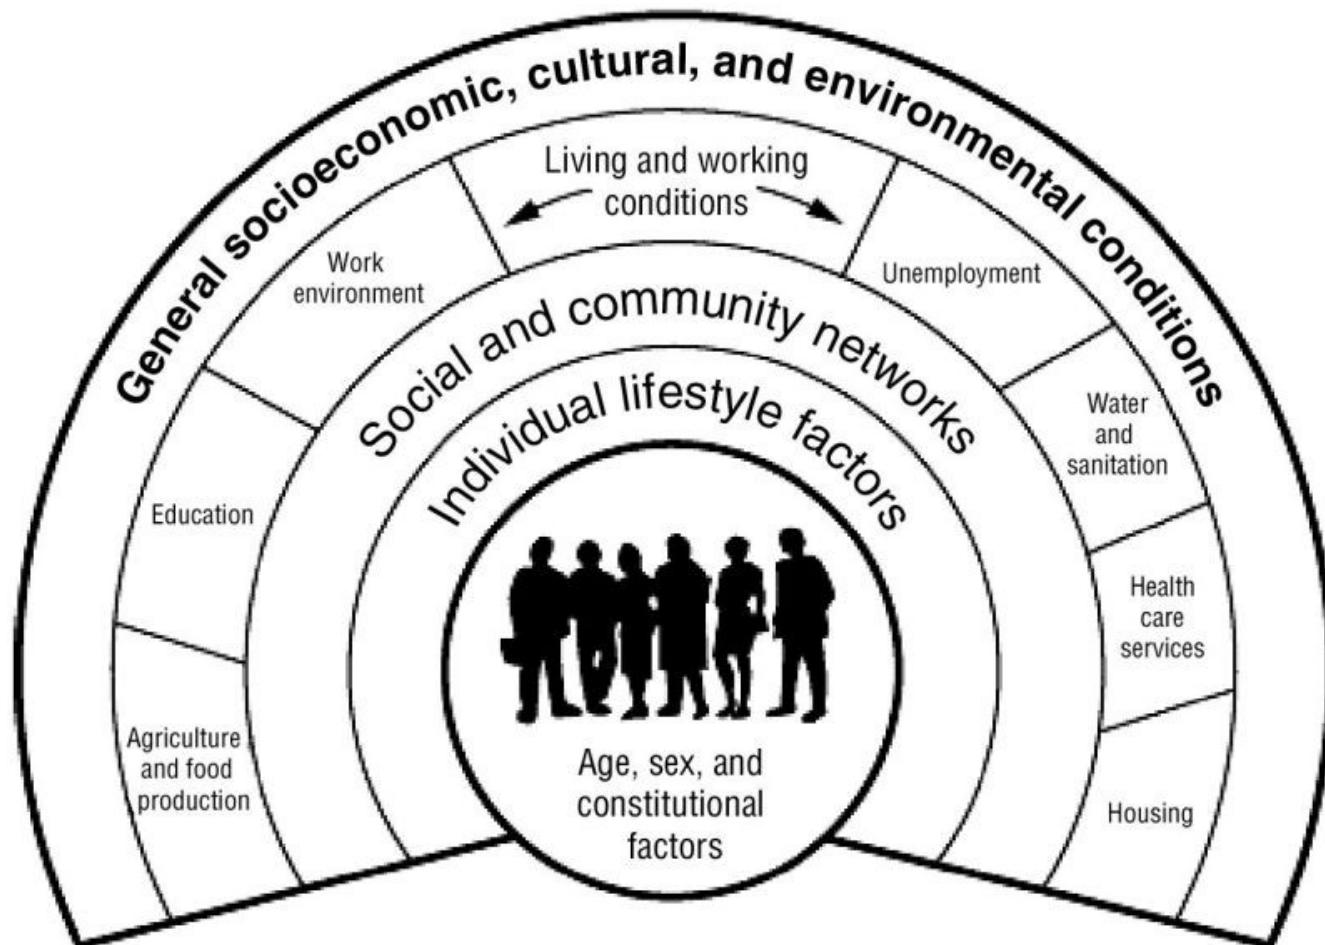 General socioeconomic, cultural, and environmental conditions
Living and working
conditions
Work
environment
Unemployment
Education
Water
and
sanitation
Agriculture
and food
production
Health
care
services
Housing
Social and community networks
Individual lifestyle factors
Age, sex, and
constitutional
factors